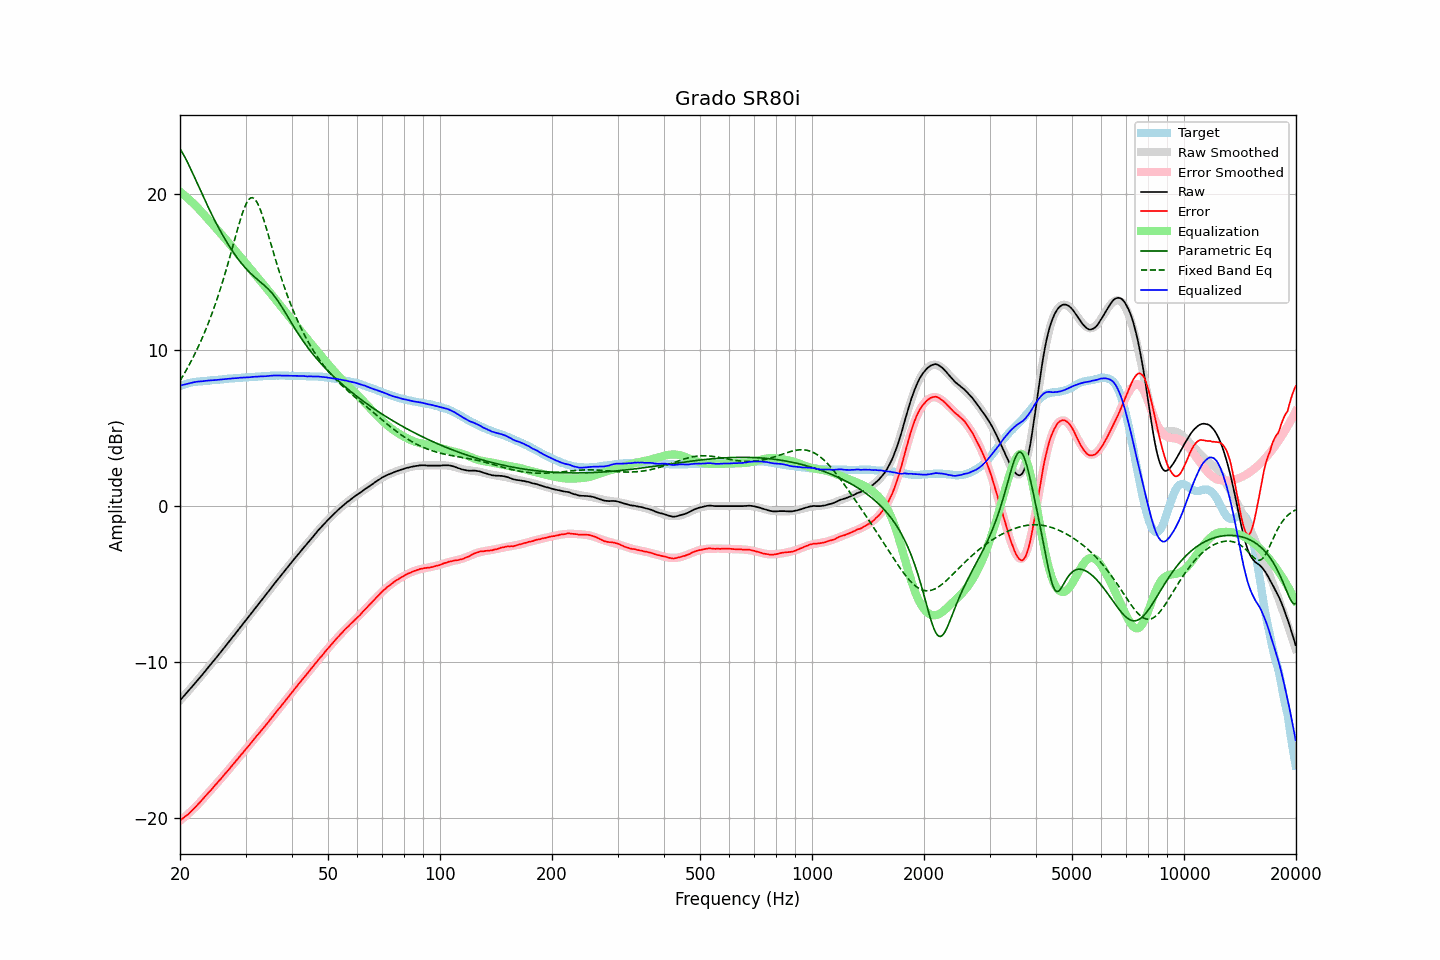 Grado SR80i
Target
Raw Smoothed
Error Smoothed
Raw
Error
Equalization
Parametric Eq
Fixed Band Eq
Equalized
Amplitude (dBr)
20
10
0
−10
−20
20
50
100
200
500
1000
2000
5000
10000
20000
Frequency (Hz)